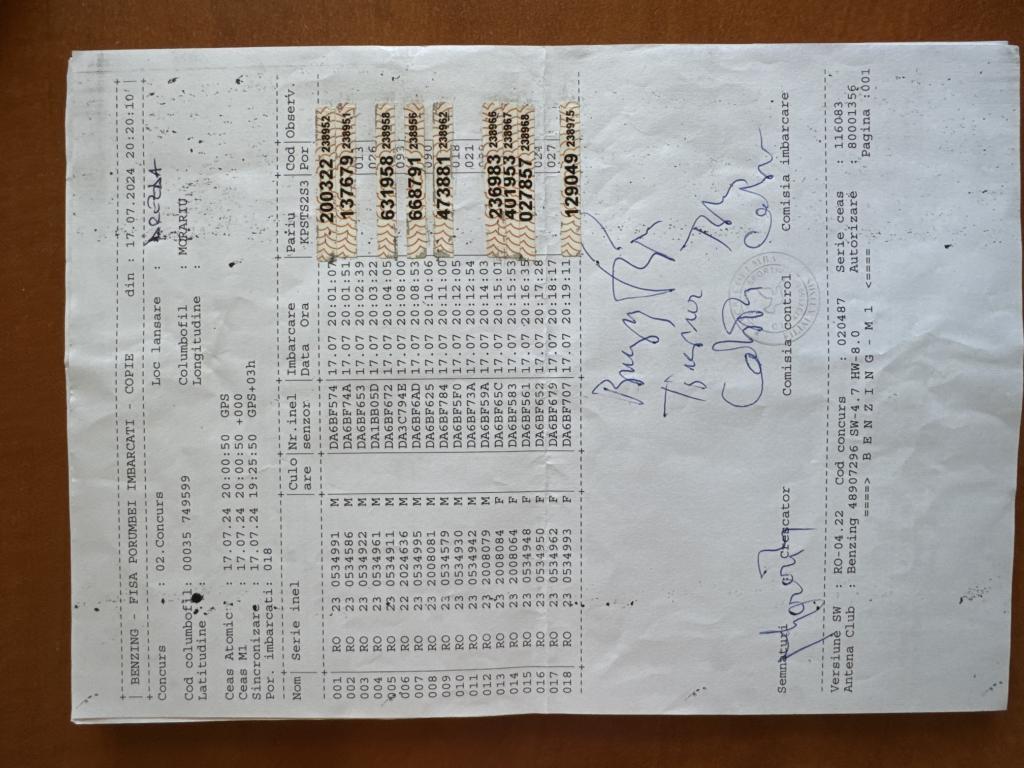 | BENZING - FISA PORUMBEI IMBARCATI - COPIE din : 17.07.2024 20:20:10 |
Concurs : 02.Concurs Loc lansare :
Cod columbofil: 00035 749599 Columbofil : MORARIU
Latitudine : Longitudine :
Ceas Atomic : 17.07.24 20:00:50 GPS
Ceas M1 : 17.07.24 20:00:50 +000
Sincronizare : 17.07.24 19:25:50 GPS+03h
Por. imbarcati: 018
Nom | Serie inel | Culo | Nr.inel | Imbarcare | Pariu | Cod | Observ.
are | senzor | Data Ora | KPSTS2S3 | Por
001 RO 23 0534991 M DA6BF574 17.07 20:01:07 200322 238952
002 RO 23 0534586 M DA6BF74A 17.07 20:01:51 137679 238951
003 RO 23 0534922 M DA6BF653 17.07 20:02:39 013
004 RO 23 0534961 M DA1BB05D 17.07 20:03:22 026
005 RO 23 0534911 M DA6BF672 17.07 20:04:05 631958 238958
006 RO 22 2024636 M DA3C794E 17.07 20:08:00 093
007 RO 23 0534995 M DA6BF6AD 17.07 20:08:53 668791 238956
008 RO 23 2008081 M DA6BF625 17.07 20:10:06 090
009 RO 23 0534579 M DA6BF784 17.07 20:11:00 473881 238962
010 RO 23 0534930 M DA6BF5F0 17.07 20:12:05 018
011 RO 23 0534942 M DA6BF73A 17.07 20:12:54 021
012 RO 23 2008079 M DA6BF59A 17.07 20:14:03
013 RO 23 2008084 F DA6BF65C 17.07 20:15:01 236983 238966
014 RO 23 2008064 F DA6BF583 17.07 20:15:53 401953 238967
015 RO 23 0534948 F DA6BF561 17.07 20:16:35 027857 238968
016 RO 23 0534950 F DA6BF652 17.07 20:17:28 024
017 RO 23 0534962 F DA6BF679 17.07 20:18:17 027
018 RO 23 0534993 F DA6BF707 17.07 20:19:11 129049 238975
Semnaturi Crescator Comisia control Comisia imbarcare
Versiune SW : RO-04.22 Cod concurs : 020487 Serie ceas : 116083
Antena Club : Benzing 48907296 SW-4.7 HW-8.0 Autorizare : 80001356
====> B E N Z I N G - M 1 <==== Pagina :001